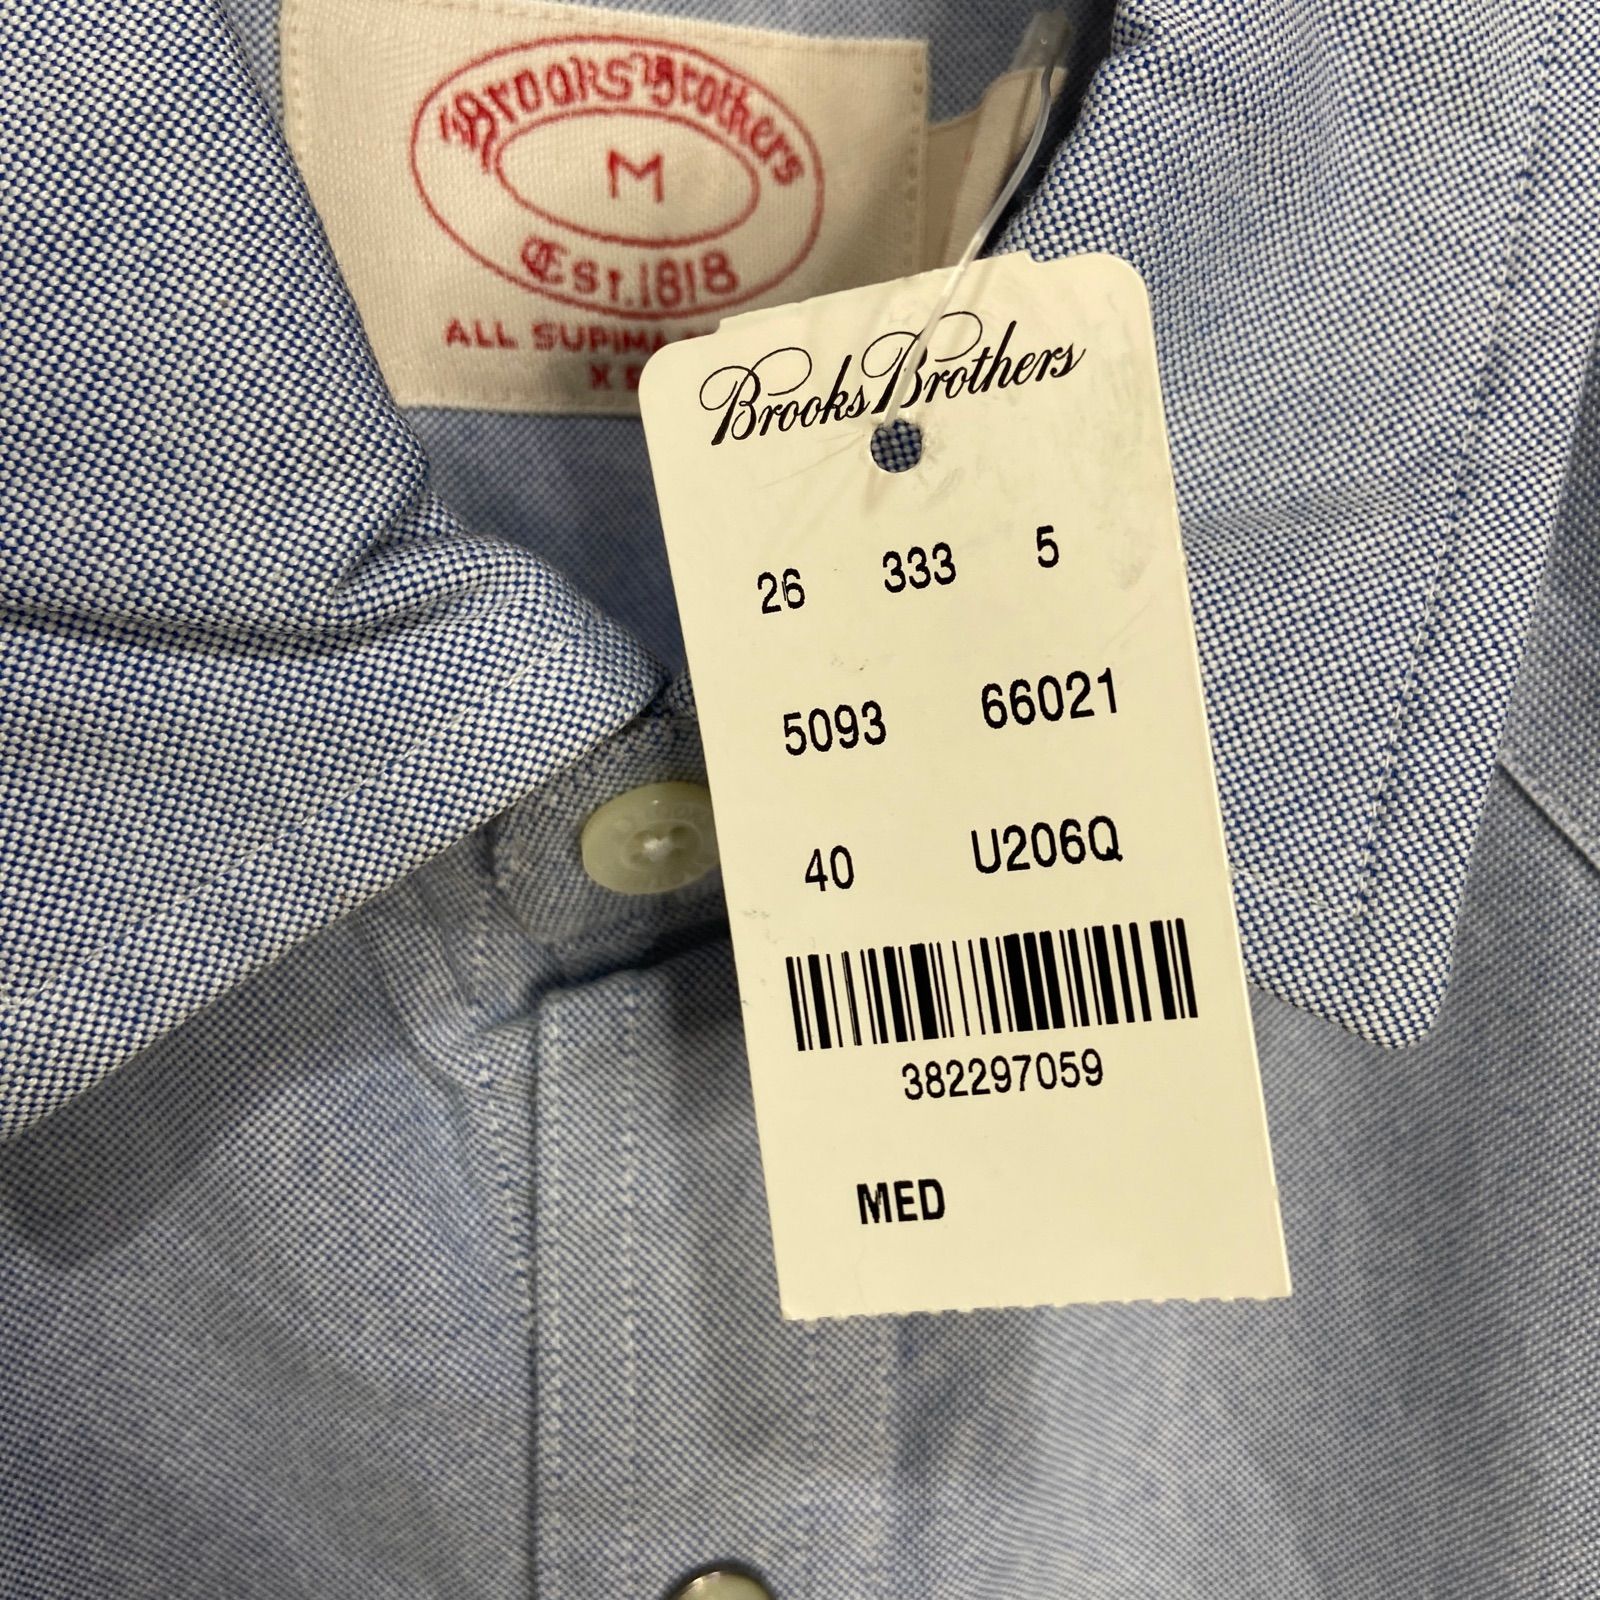 Brooks Brothers
M
Est. 1818
ALL SUPIMA
X
Brooks Brothers
26 333 5
5093 66021
40 U206Q
382297059
MED